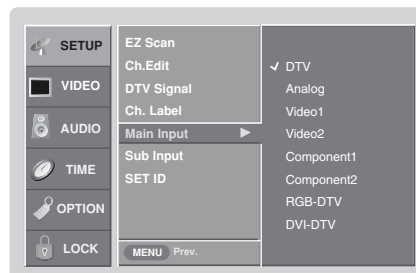 SETUP
VIDEO
AUDIO
TIME
OPTION
LOCK
EZ Scan
Ch.Edit
DTV Signal
Ch. Label
Main Input ►
Sub Input
SET ID
MENU Prev.
✓ DTV
Analog
Video1
Video2
Component1
Component2
RGB-DTV
DVI-DTV